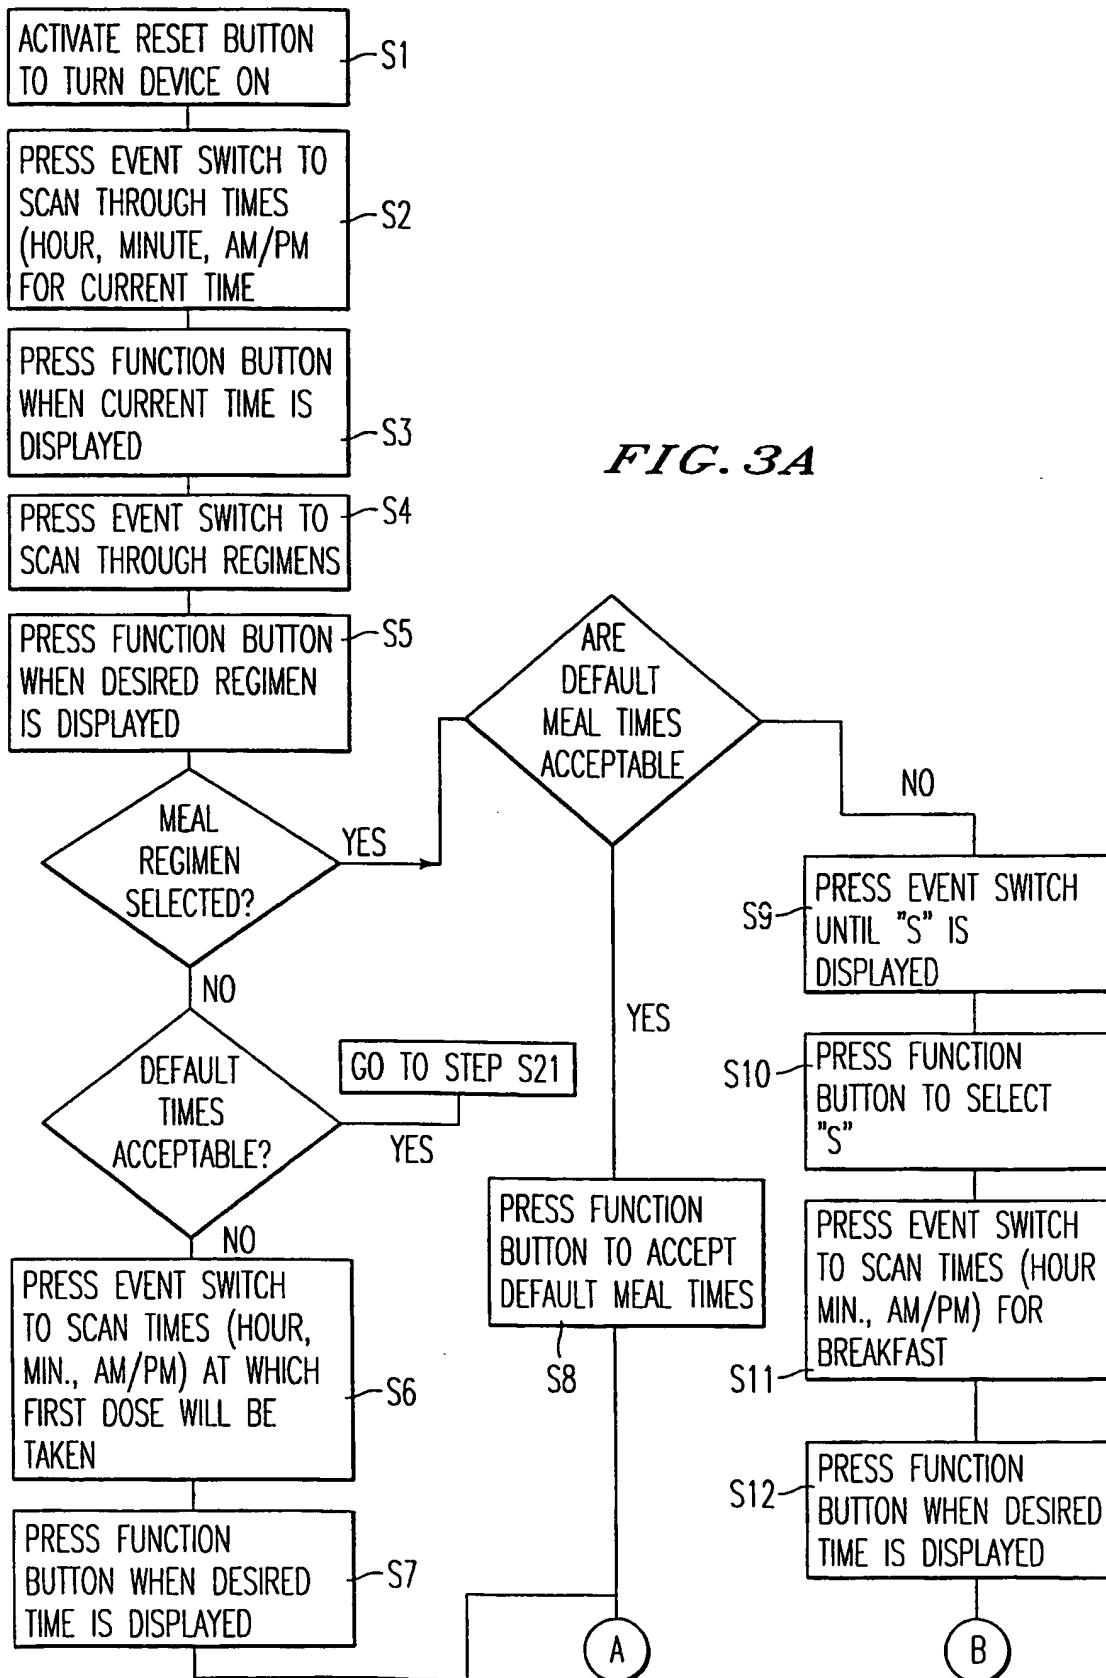 ACTIVATE RESET BUTTON
TO TURN DEVICE ON
S1
PRESS EVENT SWITCH TO
SCAN THROUGH TIMES
(HOUR, MINUTE, AM/PM
FOR CURRENT TIME
S2
PRESS FUNCTION BUTTON
WHEN CURRENT TIME IS
DISPLAYED
S3
FIG. 3A
PRESS EVENT SWITCH TO
SCAN THROUGH REGIMENS
S4
PRESS FUNCTION BUTTON
WHEN DESIRED REGIMEN
IS DISPLAYED
S5
MEAL
REGIMEN
SELECTED?
YES
NO
DEFAULT
TIMES
ACCEPTABLE?
YES
GO TO STEP S21
NO
PRESS EVENT SWITCH
TO SCAN TIMES (HOUR,
MIN., AM/PM) AT WHICH
FIRST DOSE WILL BE
TAKEN
S6
PRESS FUNCTION
BUTTON WHEN DESIRED
TIME IS DISPLAYED
S7
ARE
DEFAULT
MEAL TIMES
ACCEPTABLE
YES
PRESS FUNCTION
BUTTON TO ACCEPT
DEFAULT MEAL TIMES
S8
A
NO
PRESS EVENT SWITCH
UNTIL "S" IS
DISPLAYED
S9
PRESS FUNCTION
BUTTON TO SELECT
"S"
S10
PRESS EVENT SWITCH
TO SCAN TIMES (HOUR
MIN., AM/PM) FOR
BREAKFAST
S11
PRESS FUNCTION
BUTTON WHEN DESIRED
TIME IS DISPLAYED
S12
B